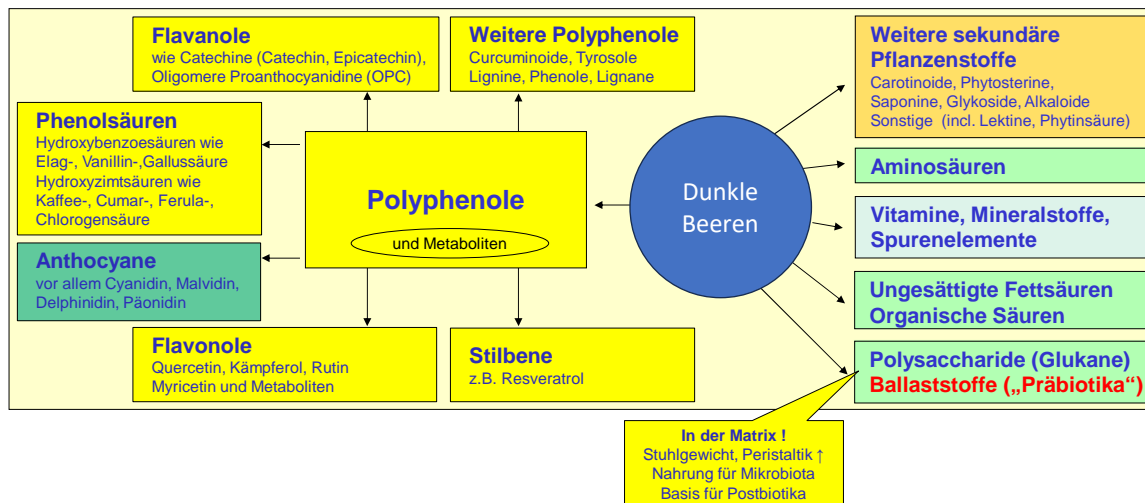 Flavanole
wie Catechine (Catechin, Epicatechin),
Oligomere Proanthocyanidine (OPC)
Weitere Polyphenole
Curcuminoide, Tyrosole
Lignine, Phenole, Lignane
Weitere sekundäre
Pflanzenstoffe
Carotinoide, Phytosterine,
Saponine, Glykoside, Alkaloide
Sonstige (incl. Lektine, Phytinsäure)
Phenolsäuren
Hydroxybenzoesäuren wie
Elag-, Vanillin-,Gallussäure
Hydroxyzimtsäuren wie
Kaffee-, Cumar-, Ferula-,
Chlorogensäure
Polyphenole
und Metaboliten
Dunkle
Beeren
Aminosäuren
Vitamine, Mineralstoffe,
Spurenelemente
Anthocyane
vor allem Cyanidin, Malvidin,
Delphinidin, Päonidin
Ungesättigte Fettsäuren
Organische Säuren
Flavonole
Quercetin, Kämpferol, Rutin
Myricetin und Metaboliten
Stilbene
z.B. Resveratrol
Polysaccharide (Glukane)
Ballaststoffe („Präbiotika“)
In der Matrix !
Stuhlgewicht, Peristaltik ↑
Nahrung für Mikrobiota
Basis für Postbiotika